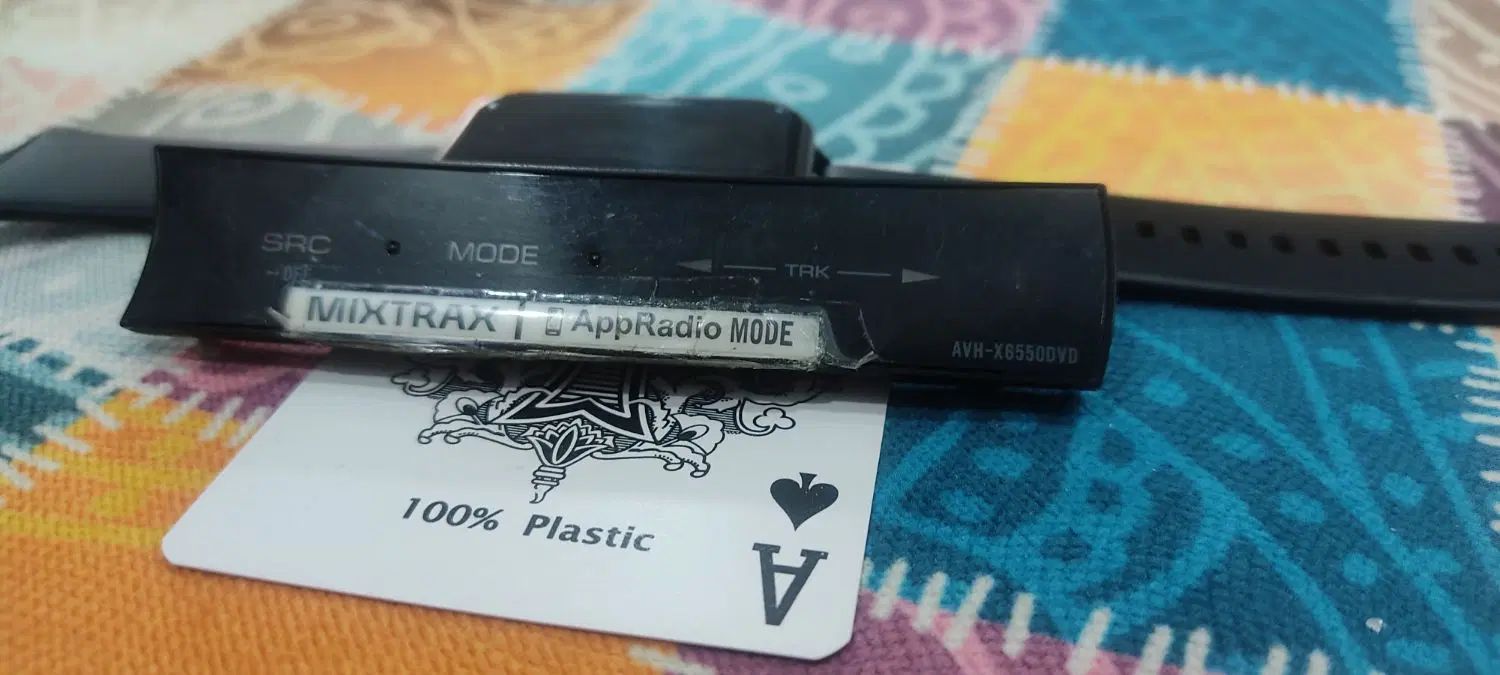 SRC MODE TRK
OFF
MIXTRAX AppRadio MODE
AVH-X6550DVD
100% Plastic
A